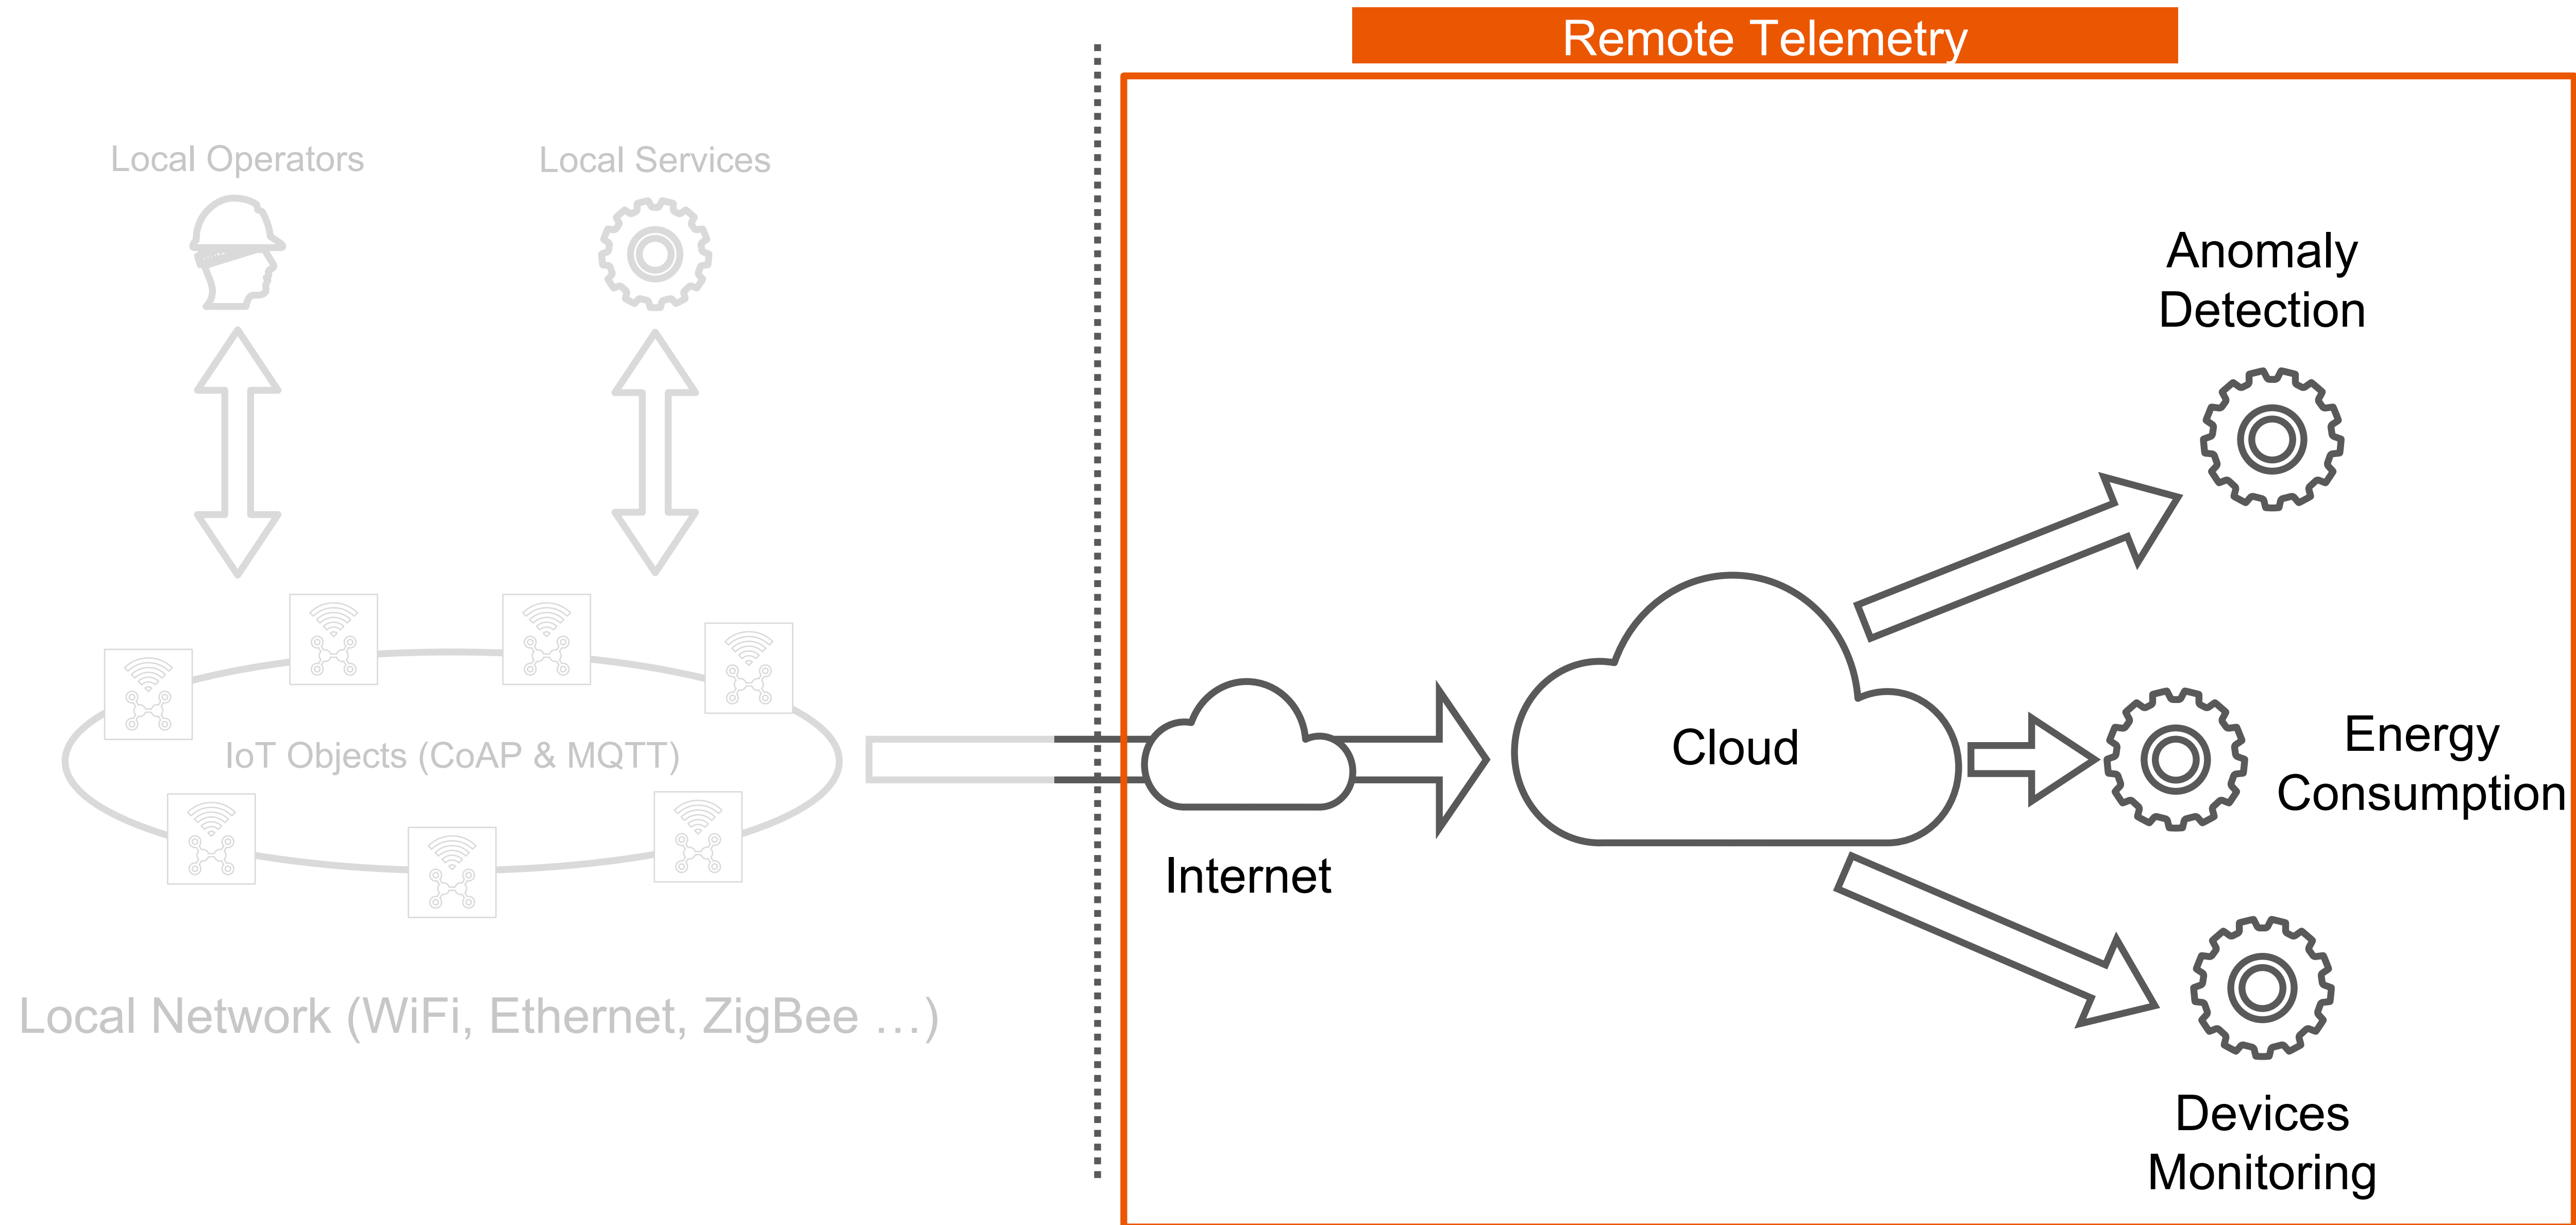 Remote Telemetry
Local Operators
Local Services
Anomaly
Detection
IoT Objects (CoAP & MQTT)
Cloud
Energy
Consumption
Internet
Local Network (WiFi, Ethernet, ZigBee …)
Devices
Monitoring